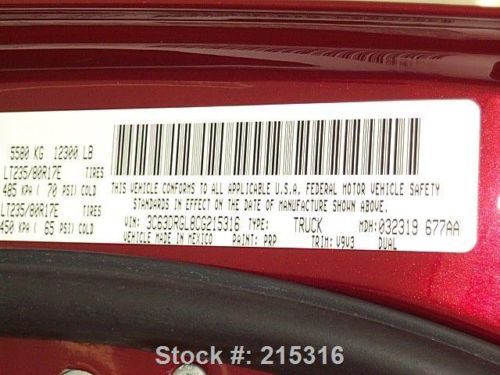 5580 KG 12300 LB
LT235/80R17E TIRES
485 KPA ( 70 PSI) COLD
LT235/80R17E TIRES
450 KPA ( 65 PSI) COLD
THIS VEHICLE CONFORMS TO ALL APPLICABLE U.S.A. FEDERAL MOTOR VEHICLE SAFETY
STANDARDS IN EFFECT ON THE DATE OF MANUFACTURE SHOWN ABOVE.
VIN: 3C63DRGL8CG215316 TYPE: TRUCK MDH: 032319 677AA
VEHICLE MADE IN MEXICO PAINT: PRP TRIM: V9V3 DUAL
Stock #: 215316